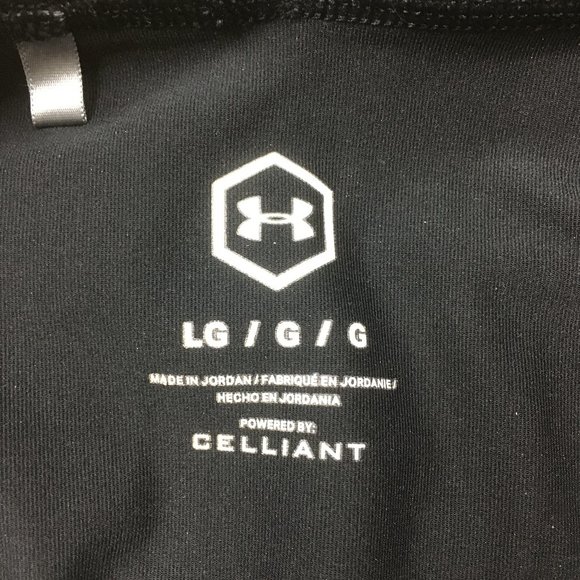 LG / G / G
MADE IN JORDAN / FABRIQUÉ EN JORDANIE /
HECHO EN JORDANIA
POWERED BY:
CELLIANT